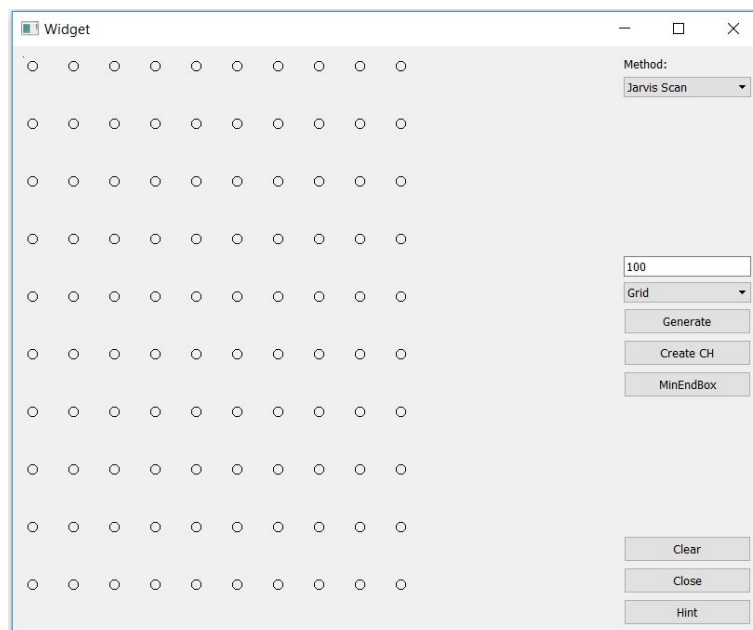 Widget
Method:
Jarvis Scan
100
Grid
Generate
Create CH
MinEndBox
Clear
Close
Hint